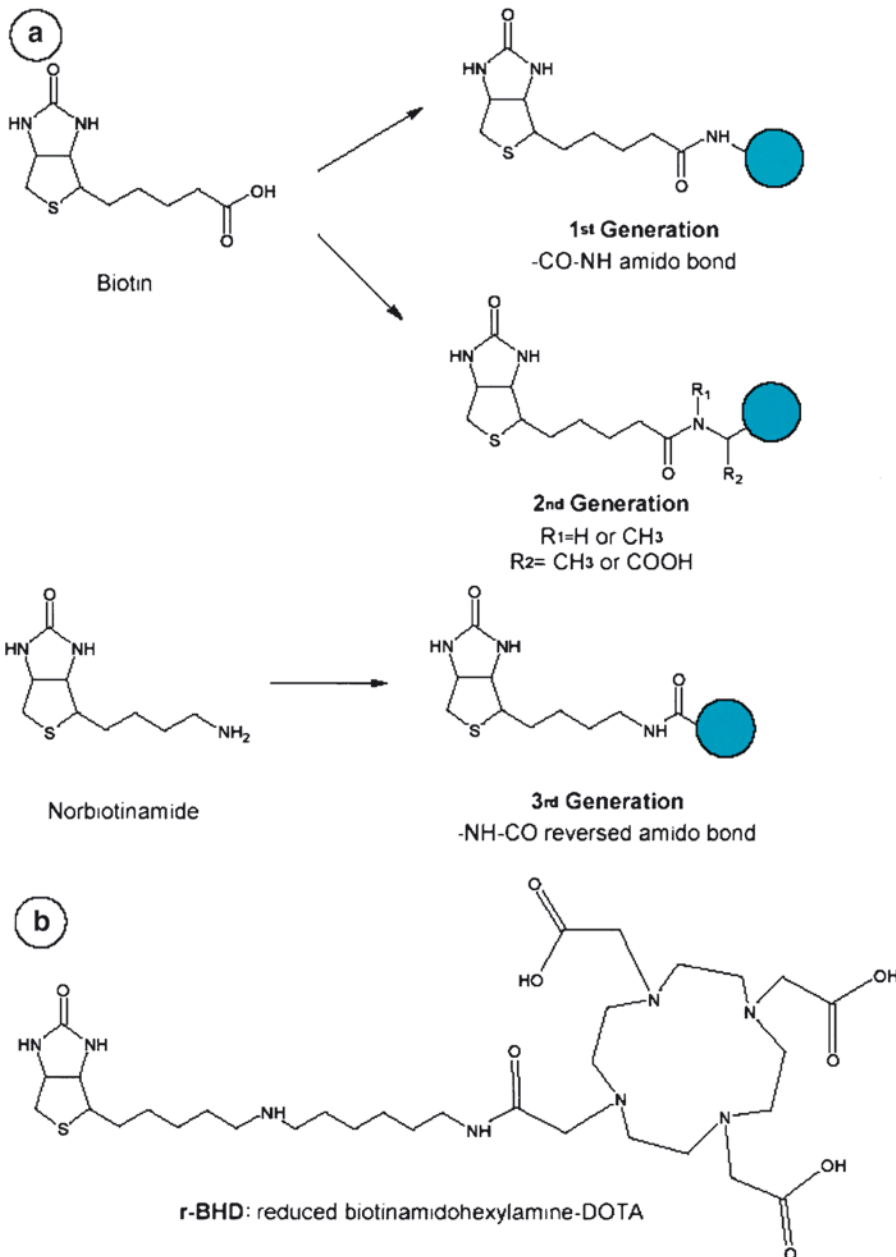 a
O
HN NH
S
OH
O
Biotin
O
HN NH
S
NH
O
1st Generation
-CO-NH amido bond
O
HN NH
S
R1
N
O
R2
2nd Generation
R1=H or CH3
R2= CH3 or COOH
O
HN NH
S
NH2
Norbiotinamide
O
HN NH
S
O
NH
3rd Generation
-NH-CO reversed amido bond
b
O
HN NH
S
NH
O
NH
O
HO
N
N
N
N
OH
O
OH
O
r-BHD: reduced biotinamidohexylamine-DOTA